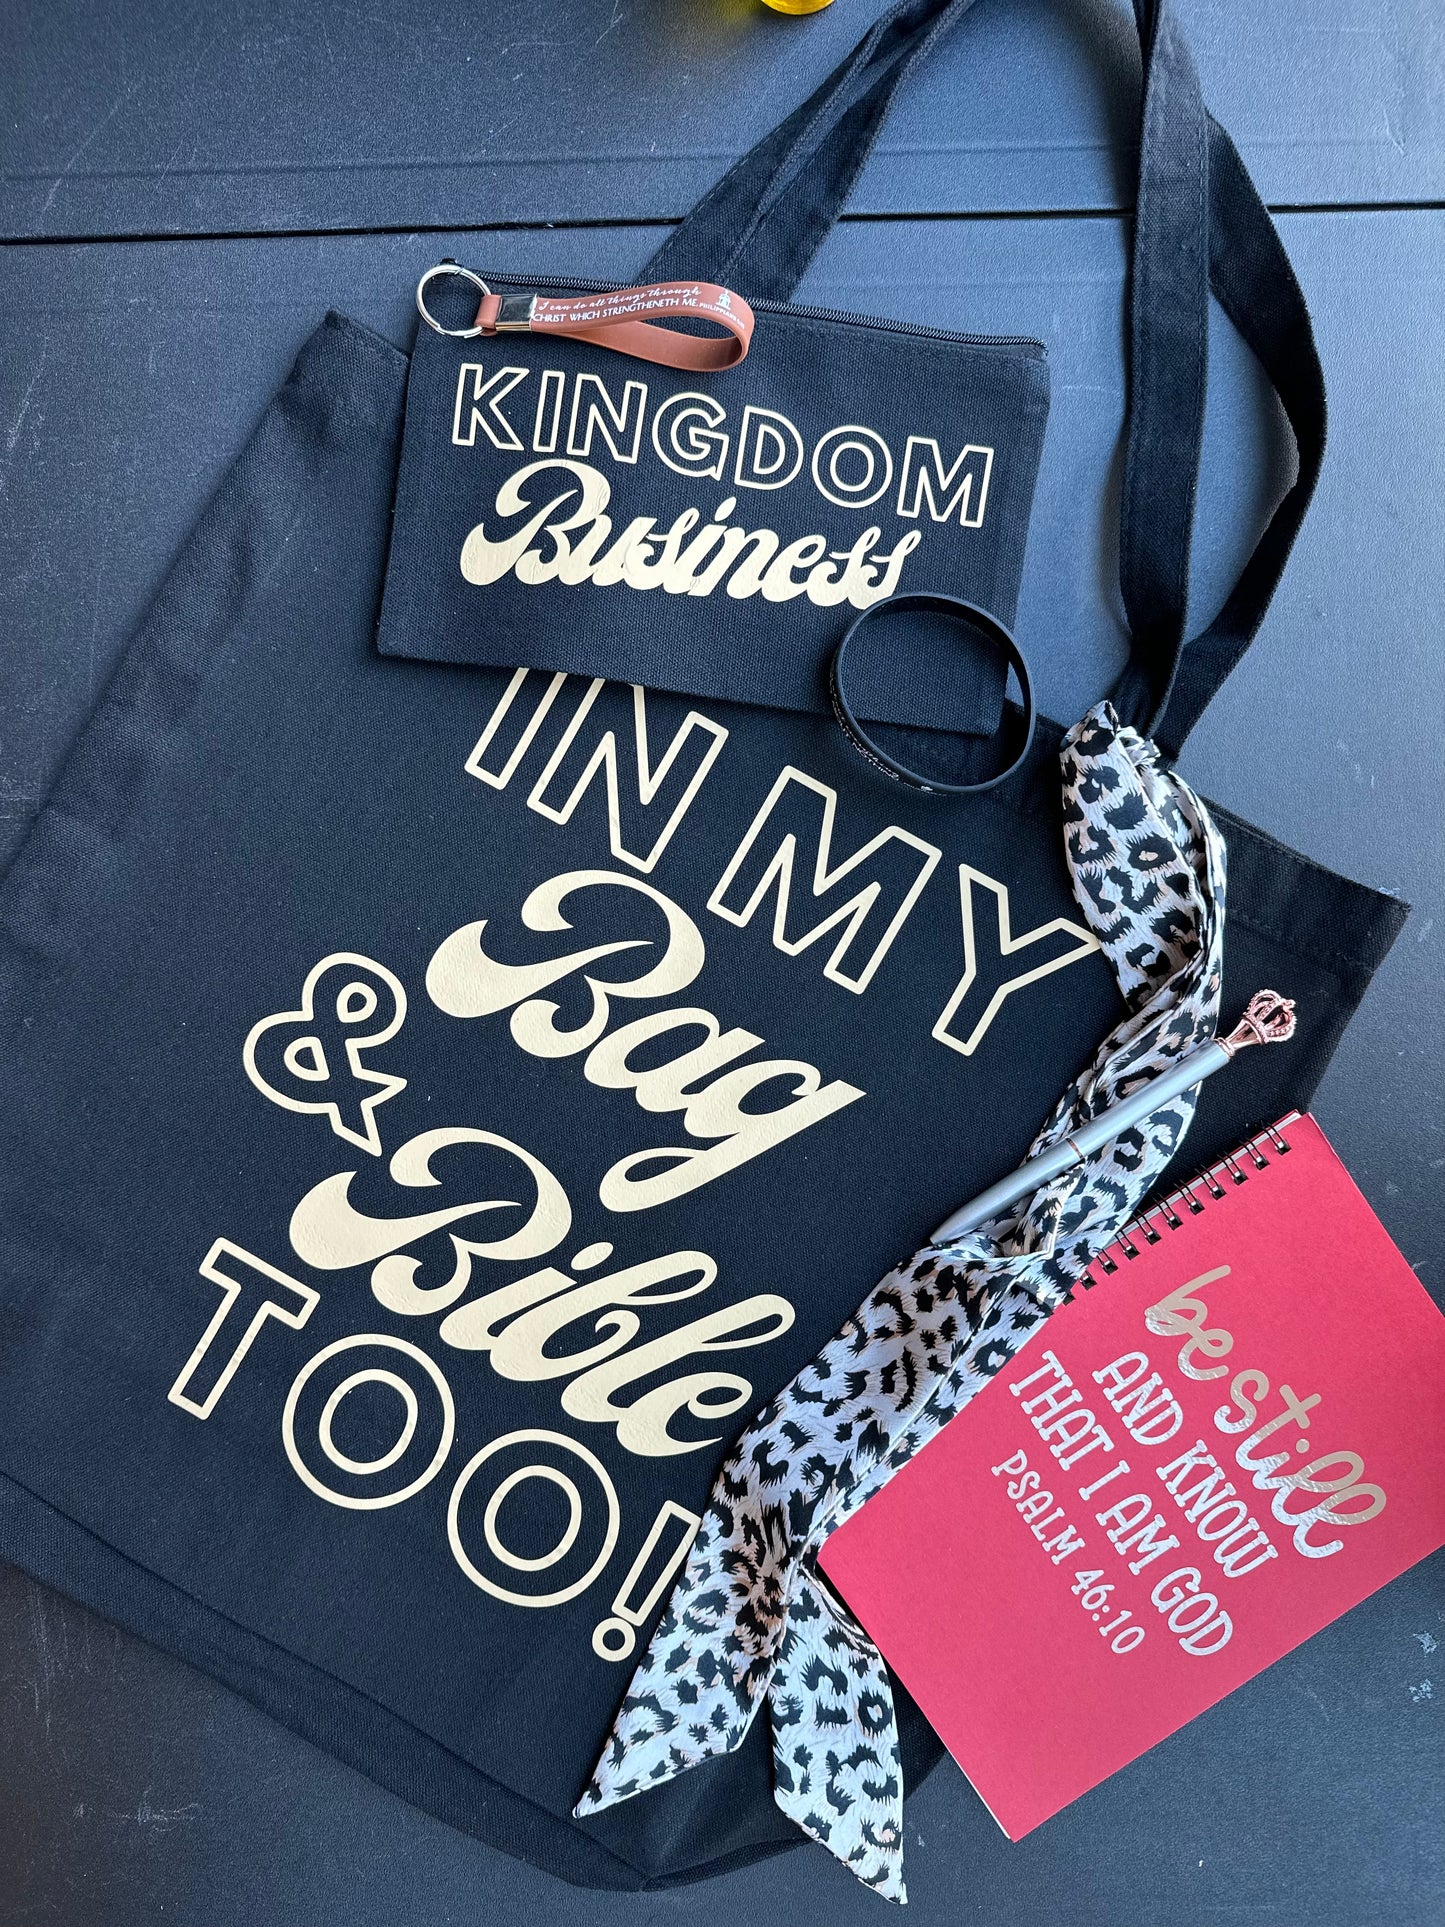 I can do all things through
CHRIST WHICH STRENGTHENETH ME. PHILIPPIANS
KINGDOM
Business
IN MY
Bag
&
Bible
TOO!
be still
AND KNOW
THAT I AM GOD
PSALM 46:10